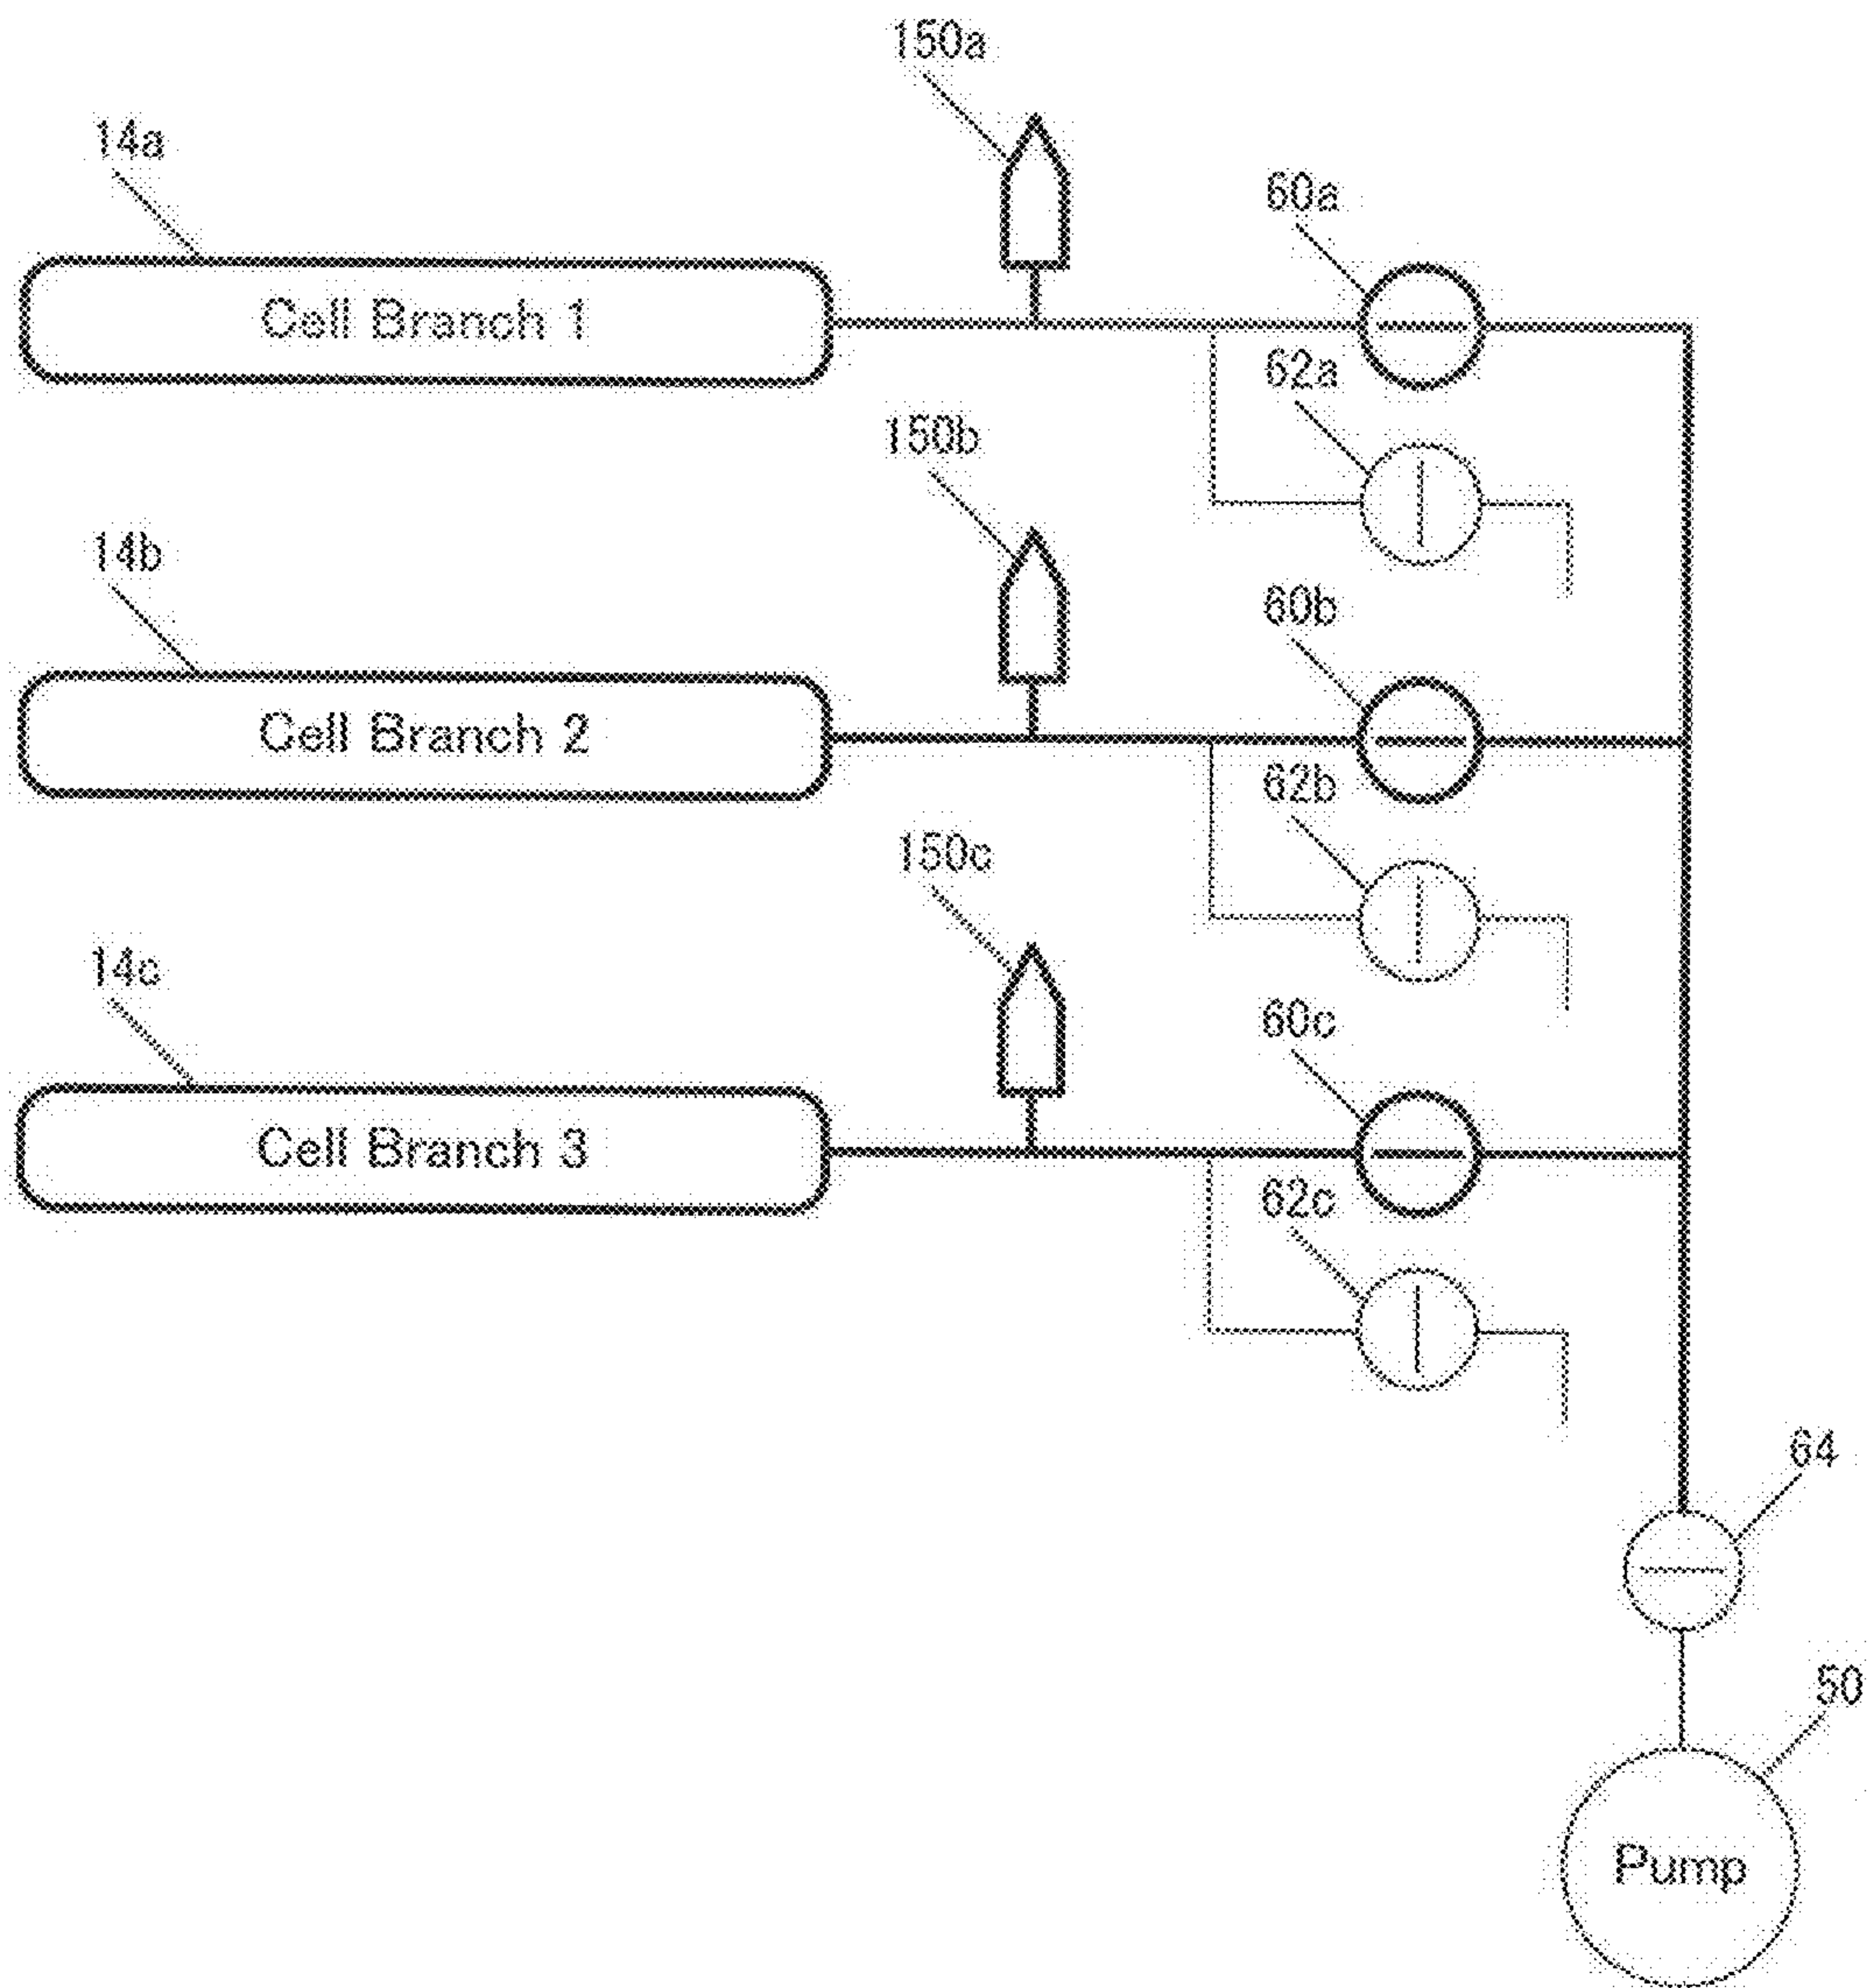 150a
14a
60a
Cell Branch 1
62a
150b
14b
60b
Cell Branch 2
62b
150c
14c
60c
Cell Branch 3
62c
64
50
Pump